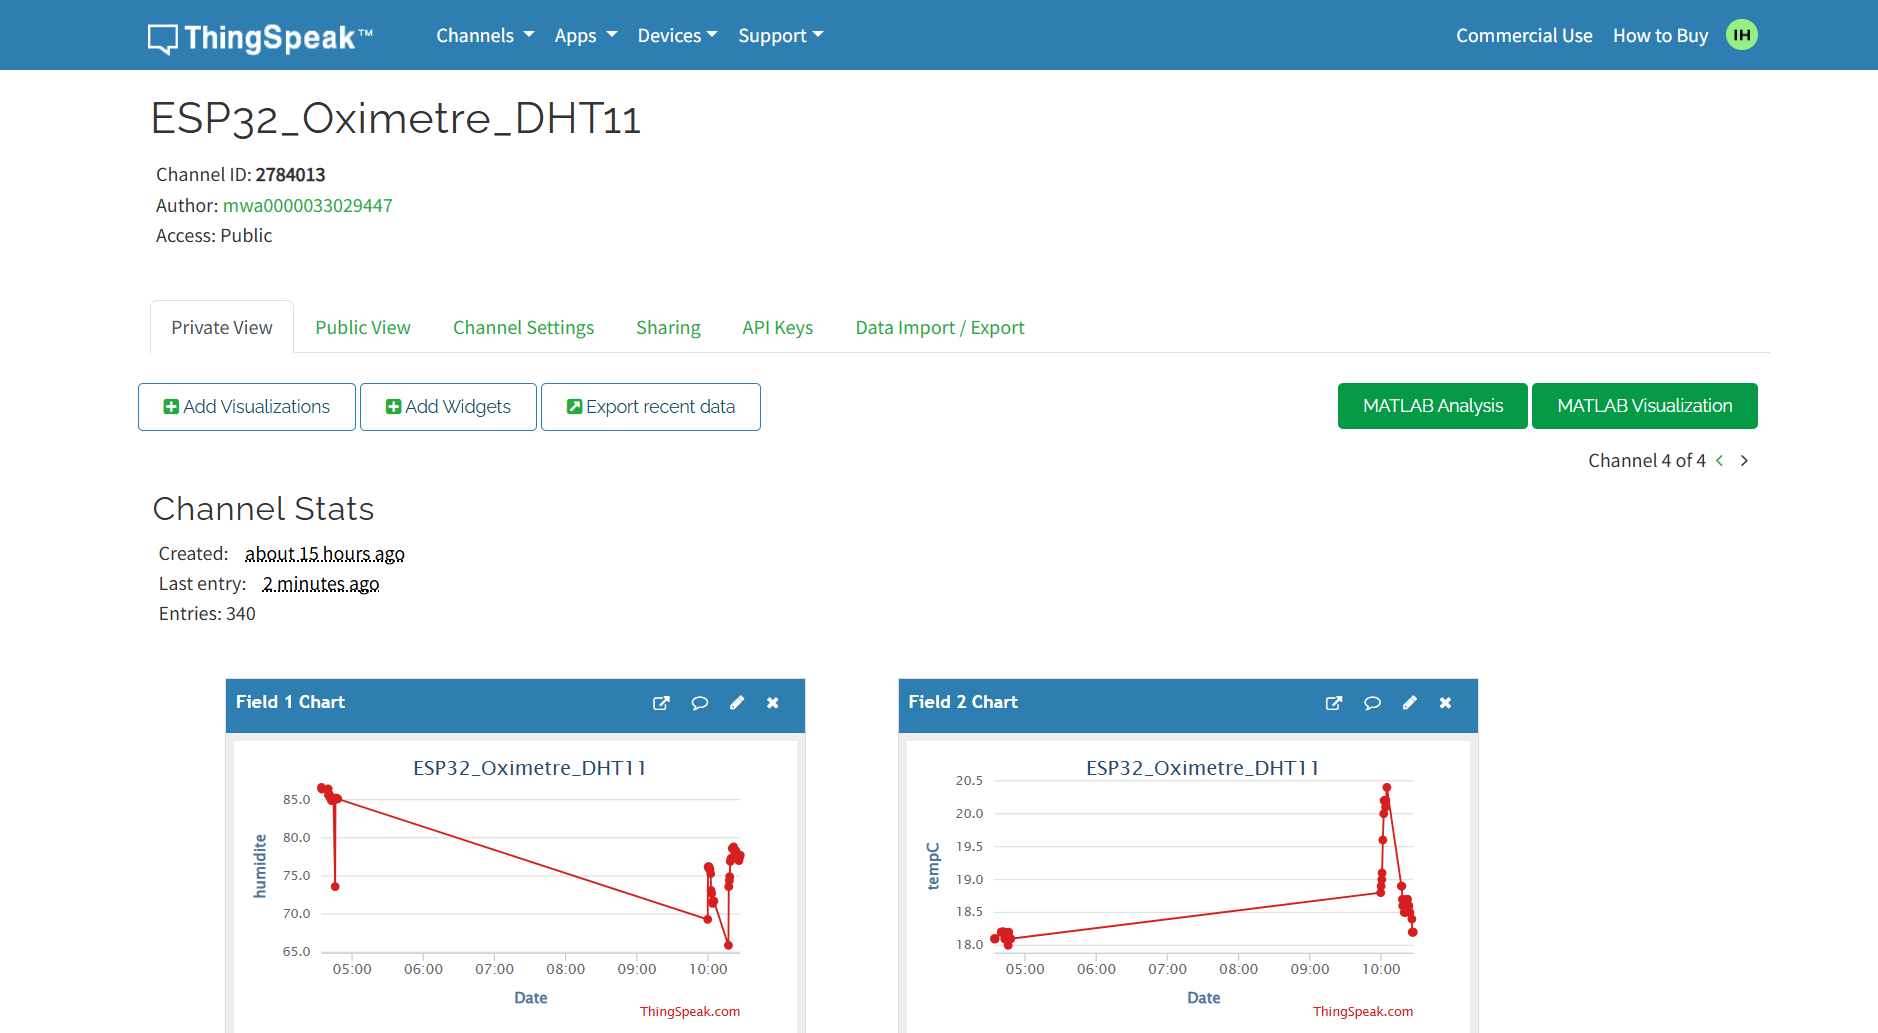 ThingSpeak™ Channels Apps Devices Support Commercial Use How to Buy IH
ESP32_Oximetre_DHT11
Channel ID: 2784013
Author: mwa0000033029447
Access: Public
Private View Public View Channel Settings Sharing API Keys Data Import / Export
Add Visualizations Add Widgets Export recent data MATLAB Analysis MATLAB Visualization
Channel 4 of 4
Channel Stats
Created: about 15 hours ago
Last entry: 2 minutes ago
Entries: 340
Field 1 Chart
ESP32_Oximetre_DHT11
humidite
85.0
80.0
75.0
70.0
65.0
05:00 06:00 07:00 08:00 09:00 10:00
Date
ThingSpeak.com
Field 2 Chart
ESP32_Oximetre_DHT11
tempC
20.5
20.0
19.5
19.0
18.5
18.0
05:00 06:00 07:00 08:00 09:00 10:00
Date
ThingSpeak.com